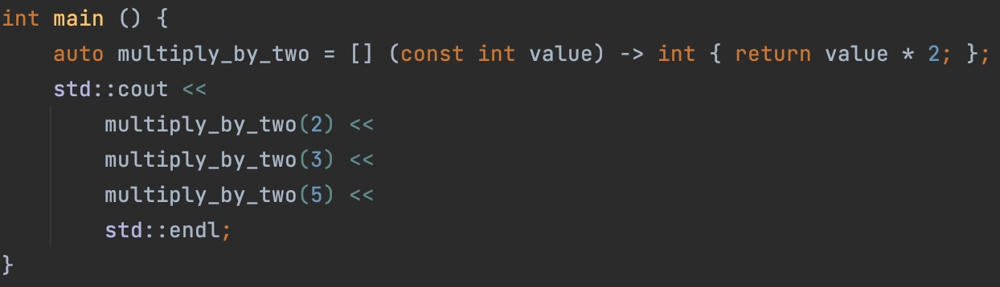 int main () {
    auto multiply_by_two = [] (const int value) -> int { return value * 2; };
    std::cout <<
        multiply_by_two(2) <<
        multiply_by_two(3) <<
        multiply_by_two(5) <<
        std::endl;
}